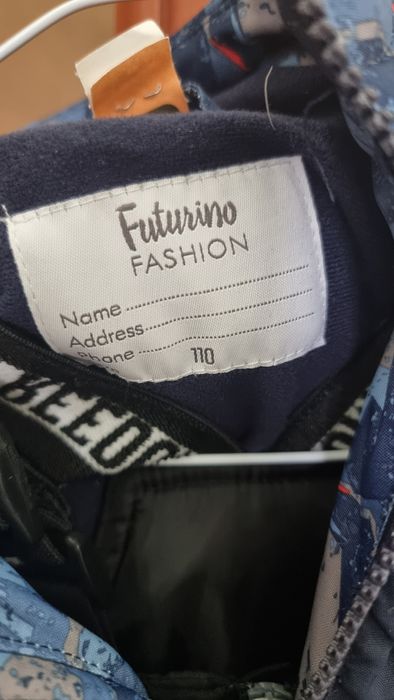 Futurino
FASHION
Name
Address
Phone
110